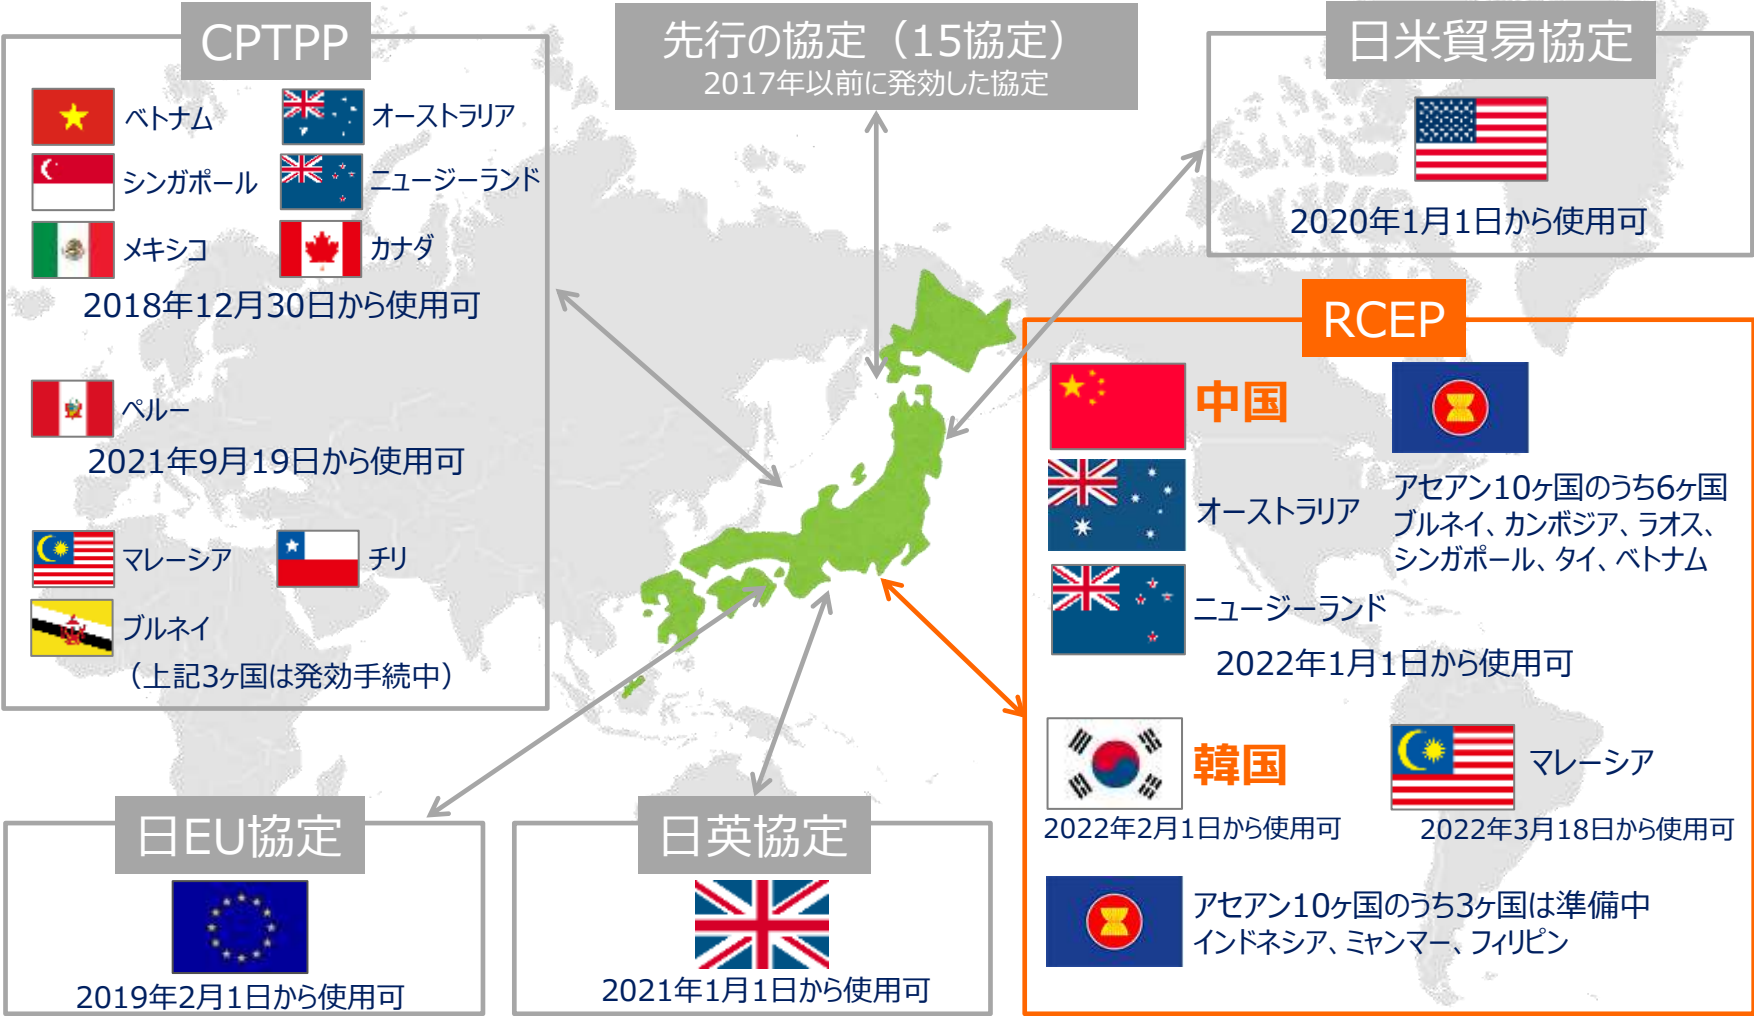 CPTPP
ベトナム
オーストラリア
シンガポール
ニュージーランド
メキシコ
カナダ
2018年12月30日から使用可
ペルー
2021年9月19日から使用可
マレーシア
チリ
ブルネイ
（上記3ヶ国は発効手続中）
先行の協定（15協定）
2017年以前に発効した協定
日米貿易協定
2020年1月1日から使用可
RCEP
中国
アセアン10ヶ国のうち6ヶ国
ブルネイ、カンボジア、ラオス、
シンガポール、タイ、ベトナム
オーストラリア
ニュージーランド
2022年1月1日から使用可
韓国
2022年2月1日から使用可
マレーシア
2022年3月18日から使用可
アセアン10ヶ国のうち3ヶ国は準備中
インドネシア、ミャンマー、フィリピン
日EU協定
2019年2月1日から使用可
日英協定
2021年1月1日から使用可